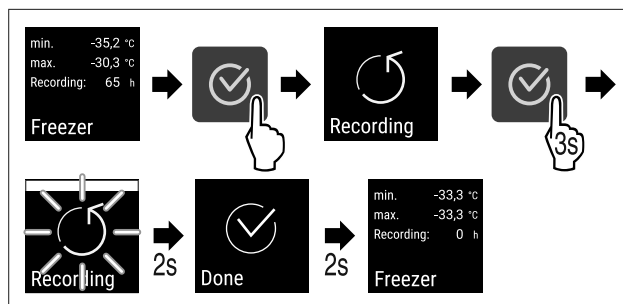 min. -35,2 °C
max. -30,3 °C
Recording: 65 h
Freezer
Recording
3s
Recording
2s
Done
2s
min. -33,3 °C
max. -33,3 °C
Recording: 0 h
Freezer